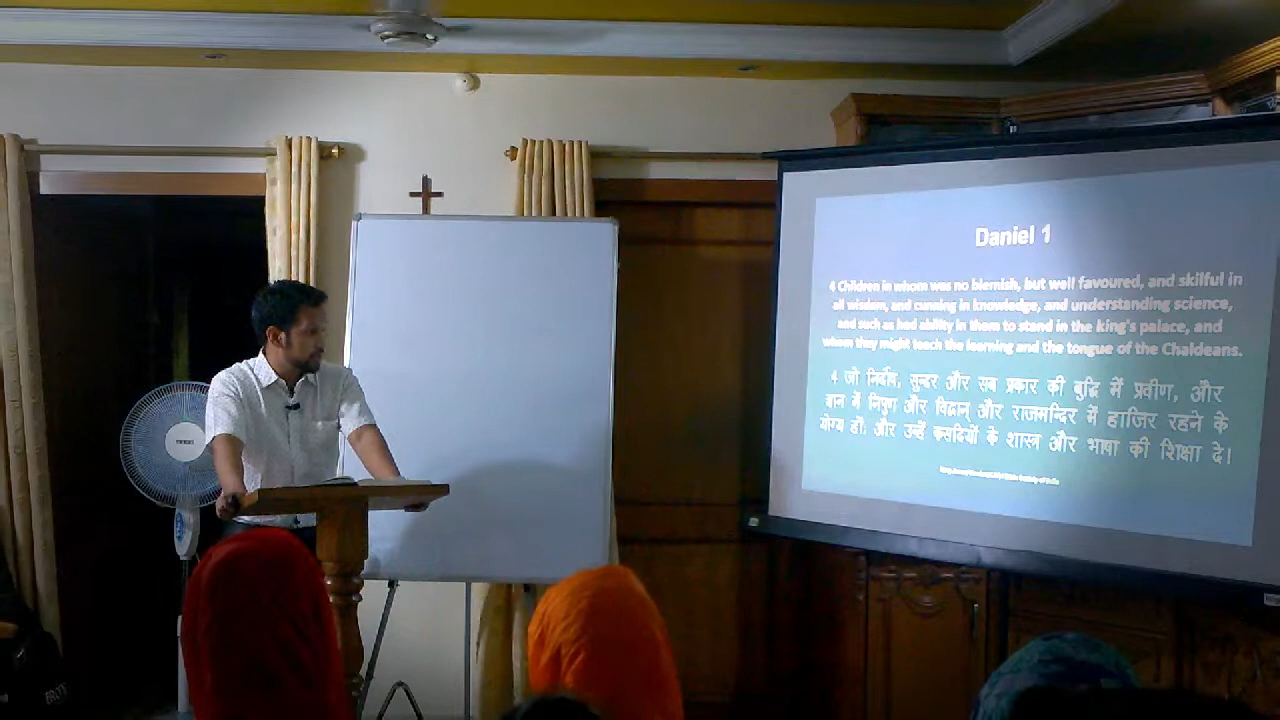 Daniel 1
4 Children in whom was no blemish, but well favoured, and skilful in
all wisdom, and cunning in knowledge, and understanding science,
and such as had ability in them to stand in the king's palace, and
whom they might teach the learning and the tongue of the Chaldeans.
4 जो निर्दोष, सुन्दर और सब प्रकार की बुद्धि में प्रवीण, और
ज्ञान में निपुण और विद्वान् और राजमन्दिर में हाजिर रहने के
योग्य हों; और उन्हें कसदियों के शास्त्र और भाषा की शिक्षा दे।